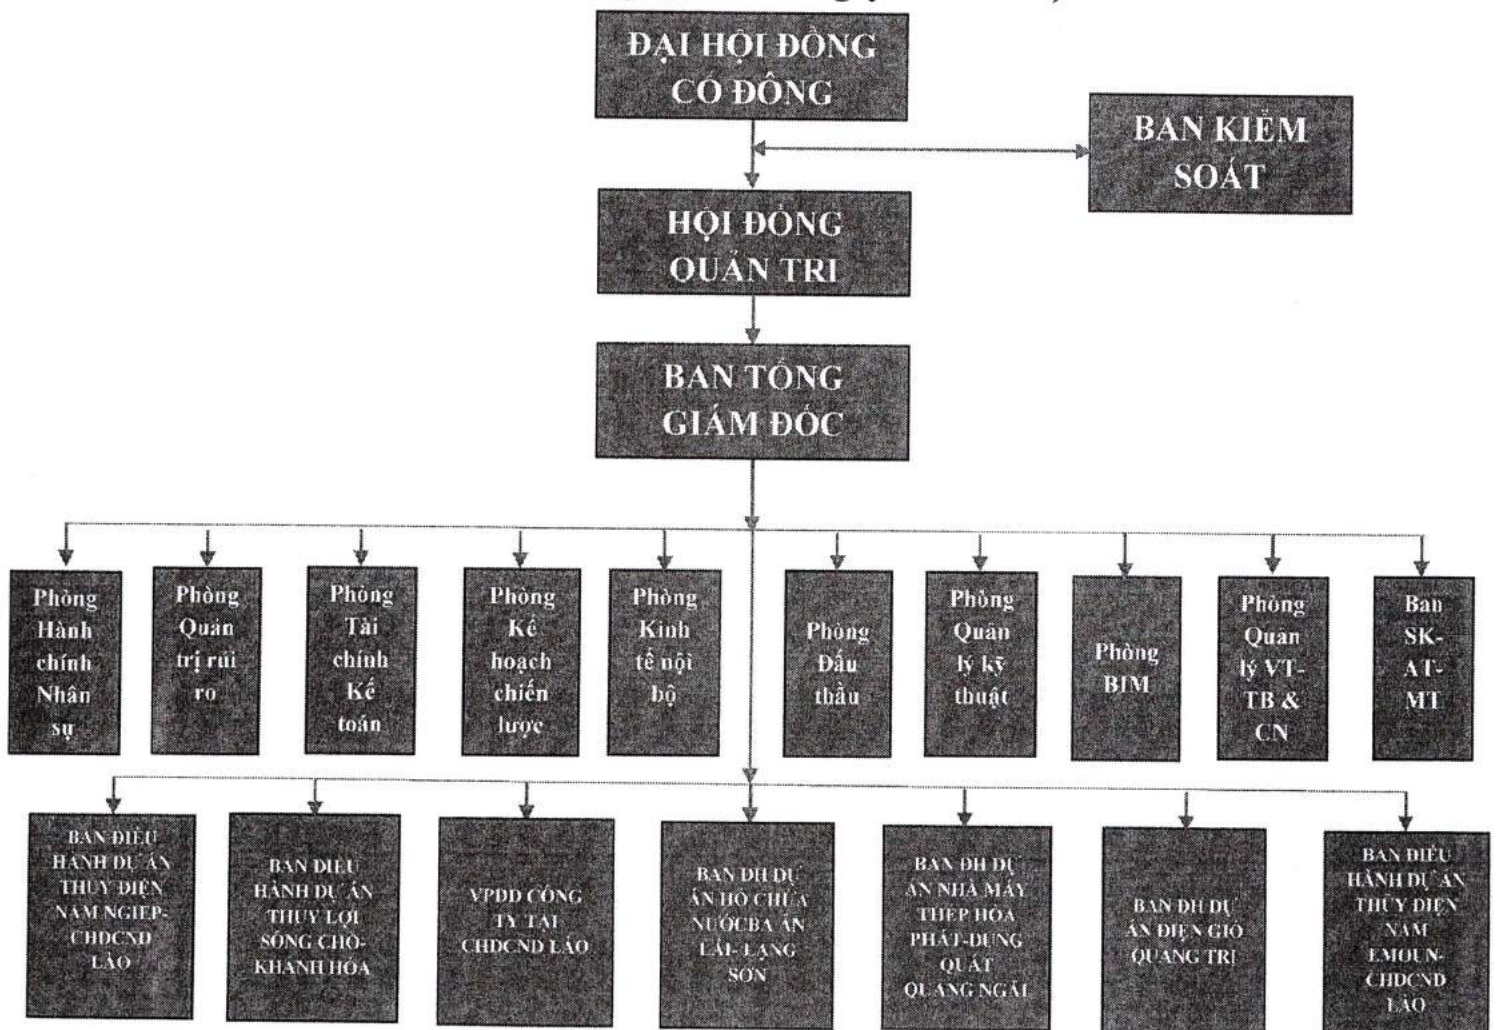 ĐẠI HỘI ĐỒNG
CỔ ĐÔNG
BAN KIỂM
SOÁT
HỘI ĐỒNG
QUẢN TRỊ
BAN TỔNG
GIÁM ĐỐC
Phòng
Hành
chính
Nhân
sự
Phòng
Quản
trị rủi
ro
Phòng
Tài
chính
Kế
toán
Phòng
Kế
hoạch
chiến
lược
Phòng
Kinh
tế nội
bộ
Phòng
Đấu
thầu
Phòng
Quản
lý kỹ
thuật
Phòng
BIM
Phòng
Quản
lý VT-
TB &
CN
Ban
SK-
AT-
MT
BAN ĐIỀU
HÀNH DỰ ÁN
THỦY ĐIỆN
NAM NGIEP-
CHDCND
LÀO
BAN ĐIỀU
HÀNH DỰ ÁN
THỦY LỢI
SÔNG CHÒ-
KHÁNH HÒA
VPDD CÔNG
TY TẠI
CHDCND LÀO
BAN ĐH DỰ
ÁN HỒ CHỨA
NƯỚCBẢN
LẢI- LẠNG
SƠN
BAN ĐH DỰ
ÁN NHÀ MÁY
THÉP HÒA
PHÁT-DUNG
QUẤT
QUẢNG NGÃI
BAN ĐH DỰ
ÁN ĐIỆN GIÓ
QUẢNG TRỊ
BAN ĐIỀU
HÀNH DỰ ÁN
THỦY ĐIỆN
NAM
EMOUN-
CHDCND
LÀO